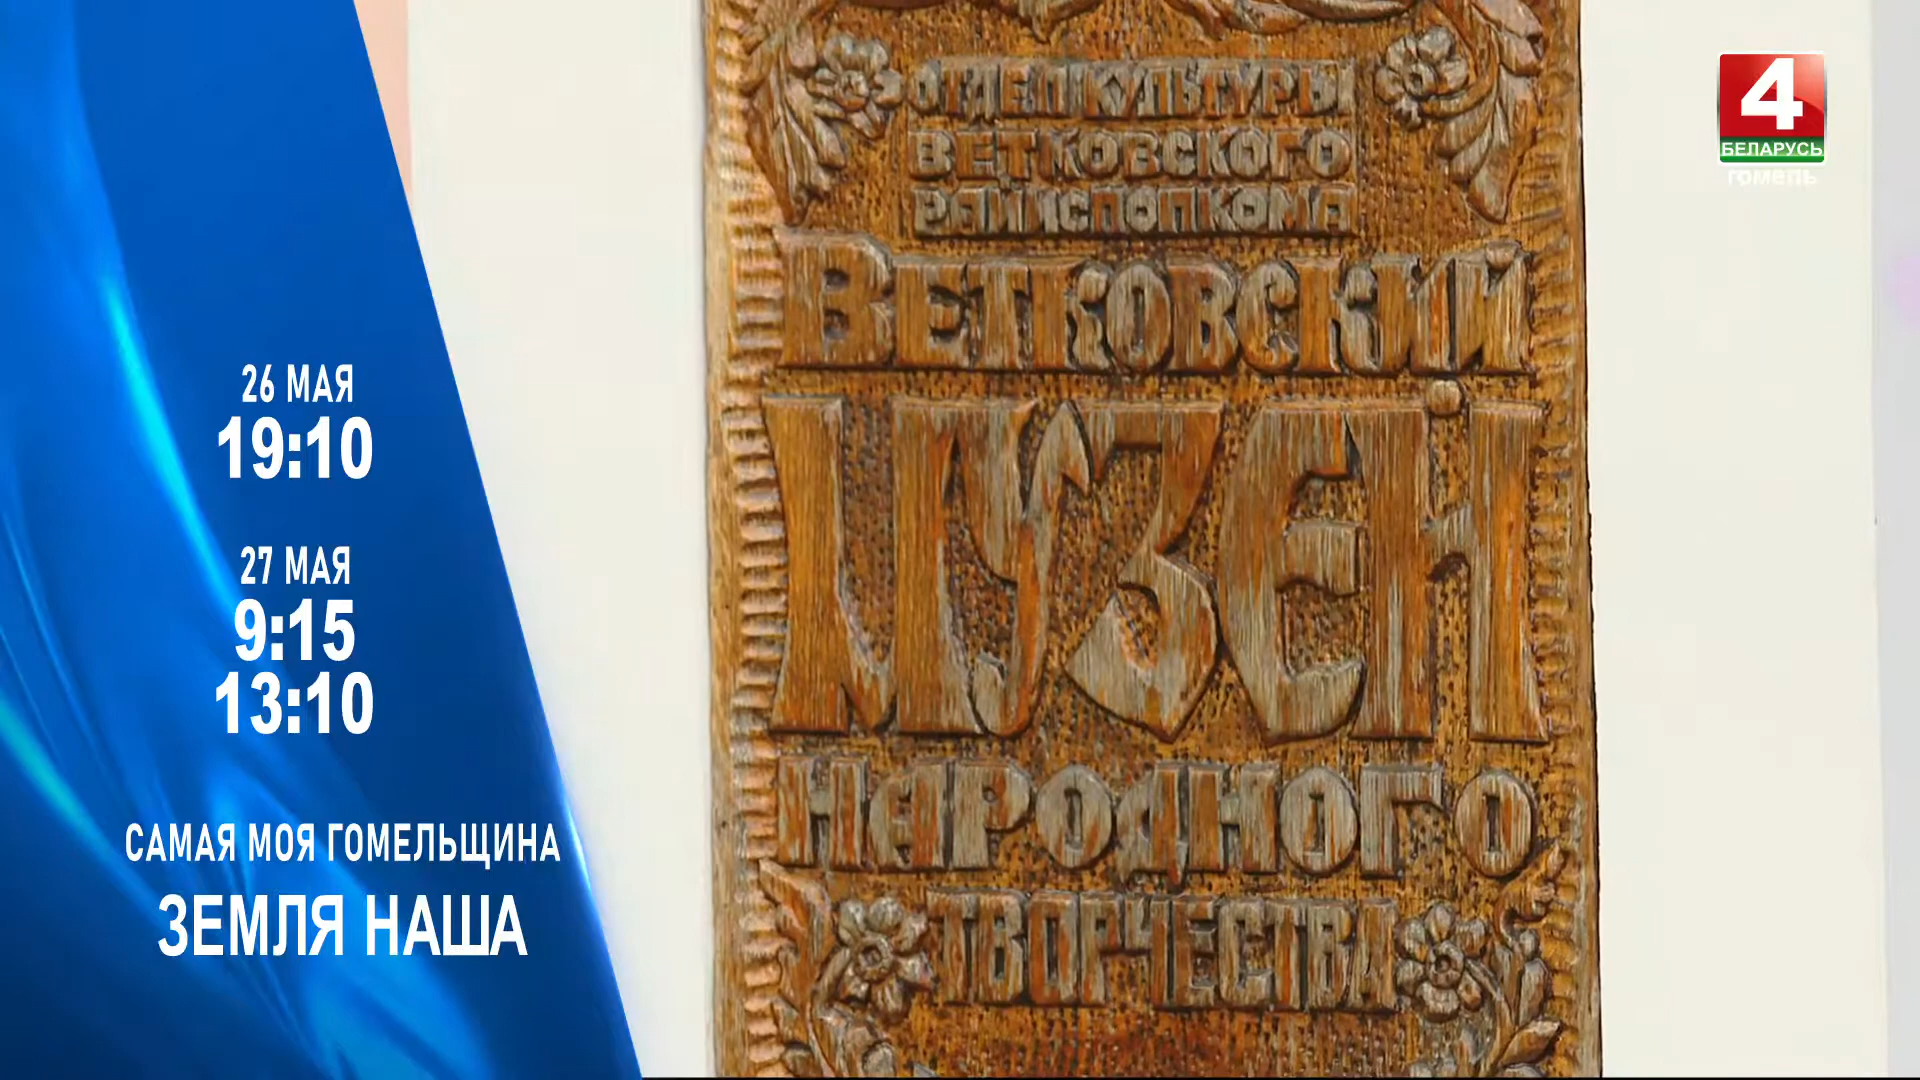 26 МАЯ
19:10
27 МАЯ
9:15
13:10
САМАЯ МОЯ ГОМЕЛЬЩИНА
ЗЕМЛЯ НАША
ОТДЕЛ КУЛЬТУРЫ
ВЕТКОВСКОГО
РАЙИСПОЛКОМА
ВЕТКОВСКИЙ
МУЗЕЙ
НАРОДНОГО
ТВОРЧЕСТВА
4
БЕЛАРУСЬ
ГОМЕЛЬ